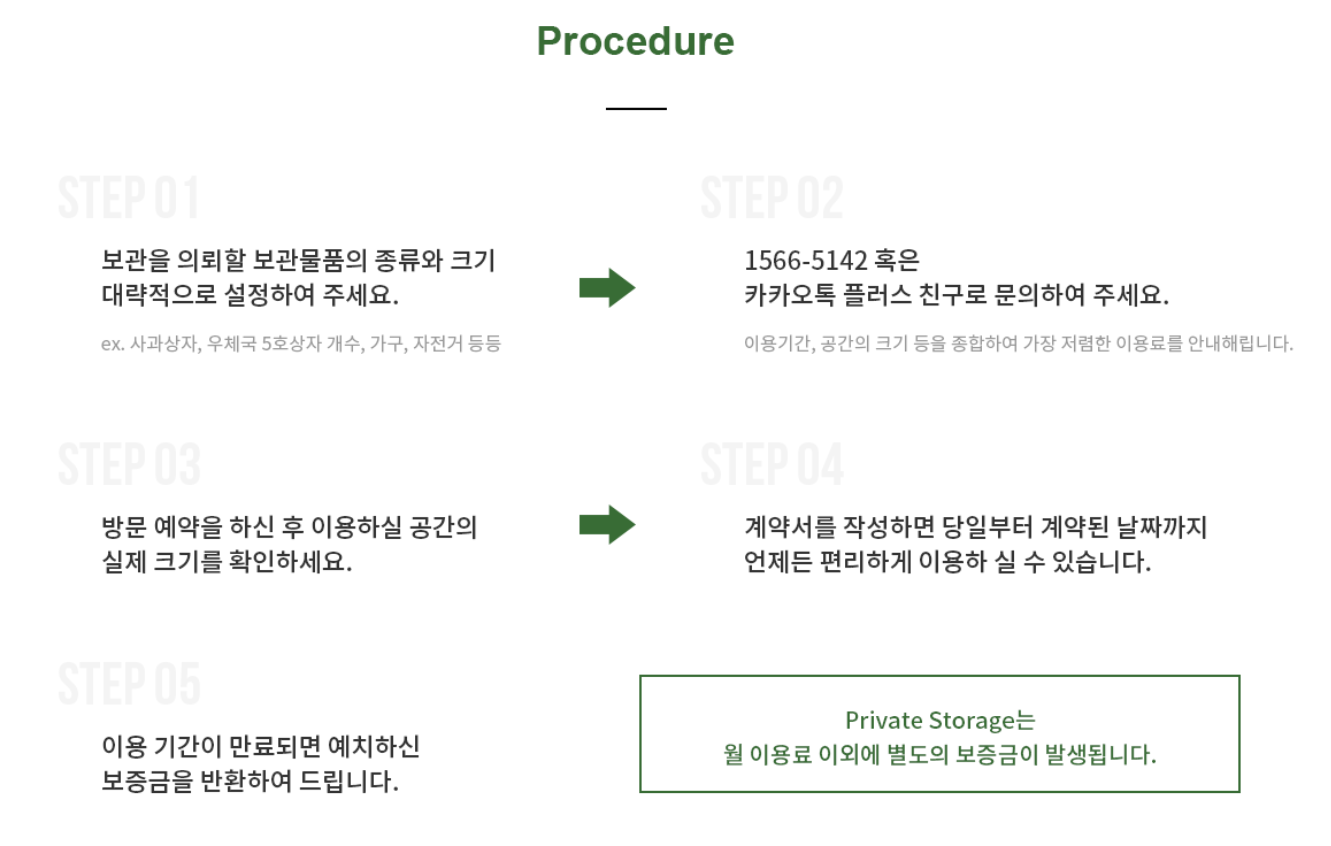 Procedure
STEP 01
보관을 의뢰할 보관물품의 종류와 크기
대략적으로 설정하여 주세요.
ex. 사과상자, 우체국 5호상자 개수, 가구, 자전거 등등
STEP 02
1566-5142 혹은
카카오톡 플러스 친구로 문의하여 주세요.
이용기간, 공간의 크기 등을 종합하여 가장 저렴한 이용료를 안내해립니다.
STEP 03
방문 예약을 하신 후 이용하실 공간의
실제 크기를 확인하세요.
STEP 04
계약서를 작성하면 당일부터 계약된 날짜까지
언제든 편리하게 이용하 실 수 있습니다.
STEP 05
이용 기간이 만료되면 예치하신
보증금을 반환하여 드립니다.
Private Storage는
월 이용료 이외에 별도의 보증금이 발생됩니다.